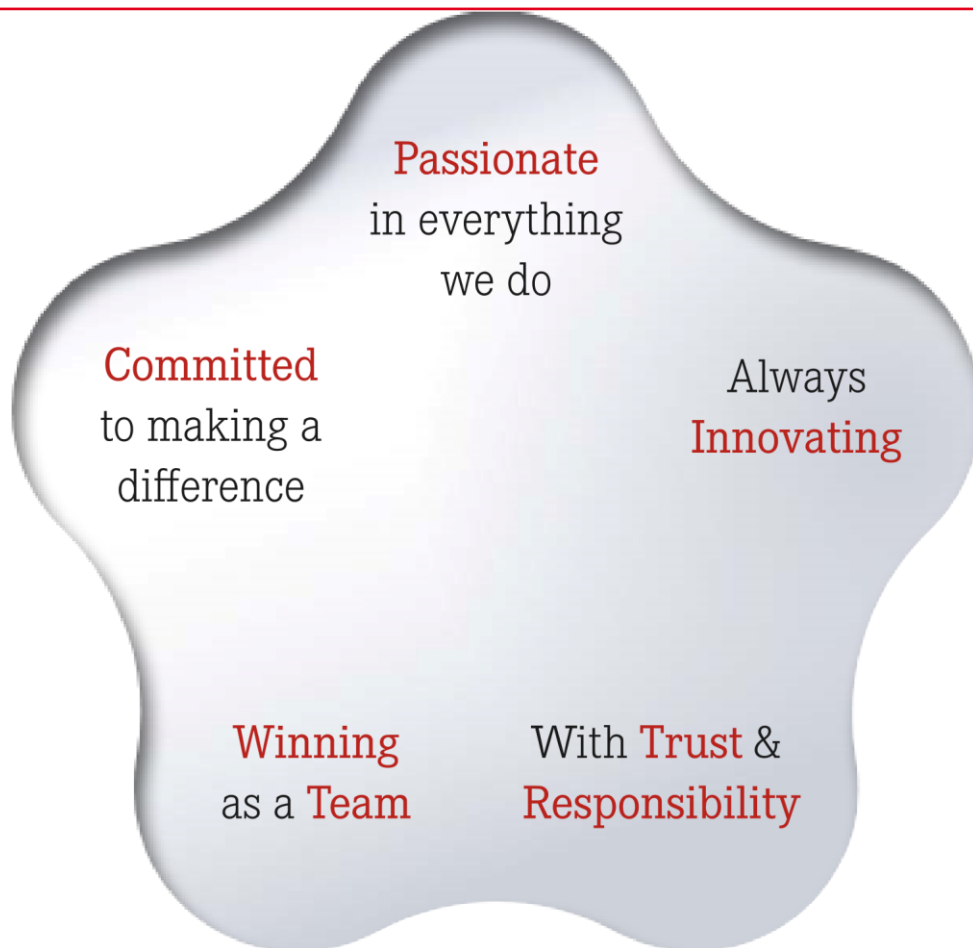 Passionate
in everything
we do
Committed
to making a
difference
Always
Innovating
Winning
as a Team
With Trust &
Responsibility